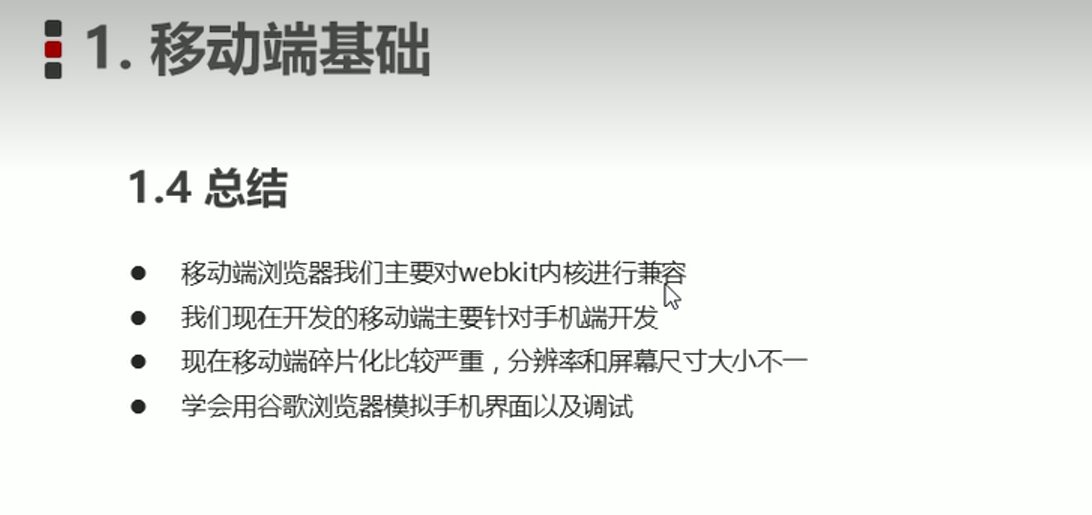 1. 移动端基础
1.4 总结
● 移动端浏览器我们主要对webkit内核进行兼容
● 我们现在开发的移动端主要针对手机端开发
● 现在移动端碎片化比较严重，分辨率和屏幕尺寸大小不一
● 学会用谷歌浏览器模拟手机界面以及调试